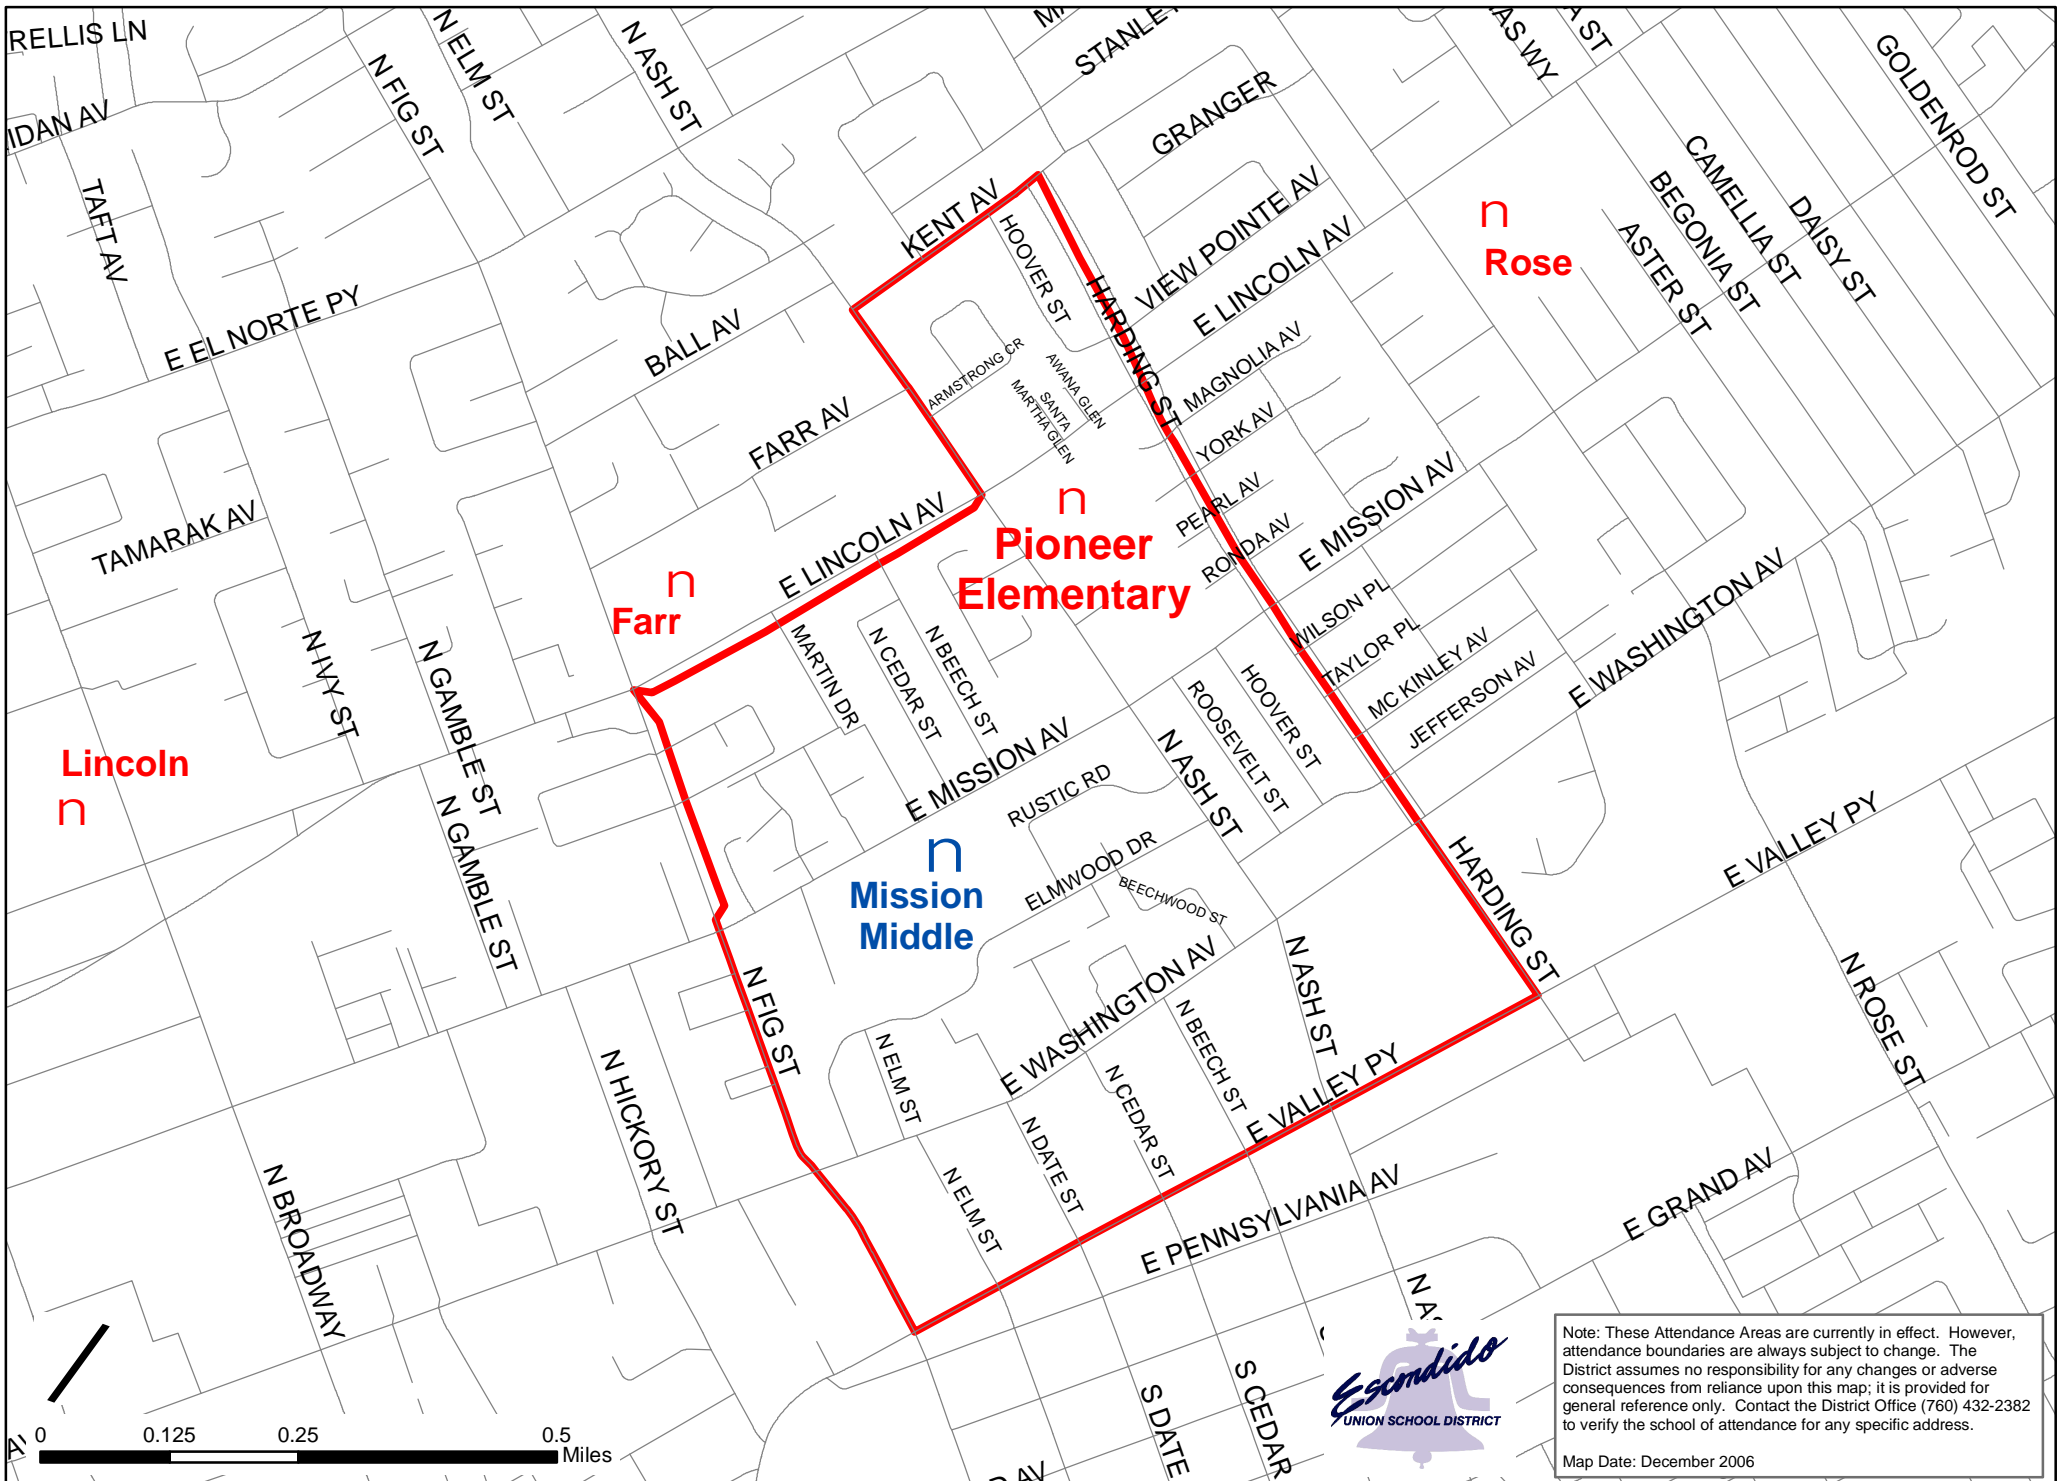 RELLIS LN
IDAN AV
N FIG ST
N ELM ST
N ASH ST
STANLEY
GRANGER
AS WY
A ST
GOLDENROD ST
TAFT AV
KENT AV
HOOVER ST
HARDING ST
VIEW POINTE AV
E LINCOLN AV
n
Rose
ASTER ST
BEGONIA ST
CAMELLIA ST
DAISY ST
E EL NORTE PY
BALL AV
FARR AV
ARMSTRONG CR
AWANA GLEN
SANTA
MARTHA GLEN
MAGNOLIA AV
YORK AV
PEARL AV
RONDA AV
E MISSION AV
TAMARAK AV
n
Farr
E LINCOLN AV
n
Pioneer
Elementary
WILSON PL
TAYLOR PL
MC KINLEY AV
JEFFERSON AV
E WASHINGTON AV
N IVY ST
N GAMBLE ST
MARTIN DR
N CEDAR ST
N BEECH ST
ROOSEVELT ST
HOOVER ST
Lincoln
n
N GAMBLE ST
E MISSION AV
RUSTIC RD
N ASH ST
n
Mission
Middle
ELMWOOD DR
BEECHWOOD ST
HARDING ST
E VALLEY PY
N FIG ST
E WASHINGTON AV
N ASH ST
N ROSE ST
N ELM ST
N BEECH ST
N HICKORY ST
N DATE ST
N CEDAR ST
E VALLEY PY
N BROADWAY
N ELM ST
E PENNSYLVANIA AV
E GRAND AV
N AS
S DATE
S CEDAR
D AV
0 0.125 0.25 0.5
Miles
Escondido
UNION SCHOOL DISTRICT
Note: These Attendance Areas are currently in effect. However,
attendance boundaries are always subject to change. The
District assumes no responsibility for any changes or adverse
consequences from reliance upon this map; it is provided for
general reference only. Contact the District Office (760) 432-2382
to verify the school of attendance for any specific address.
Map Date: December 2006